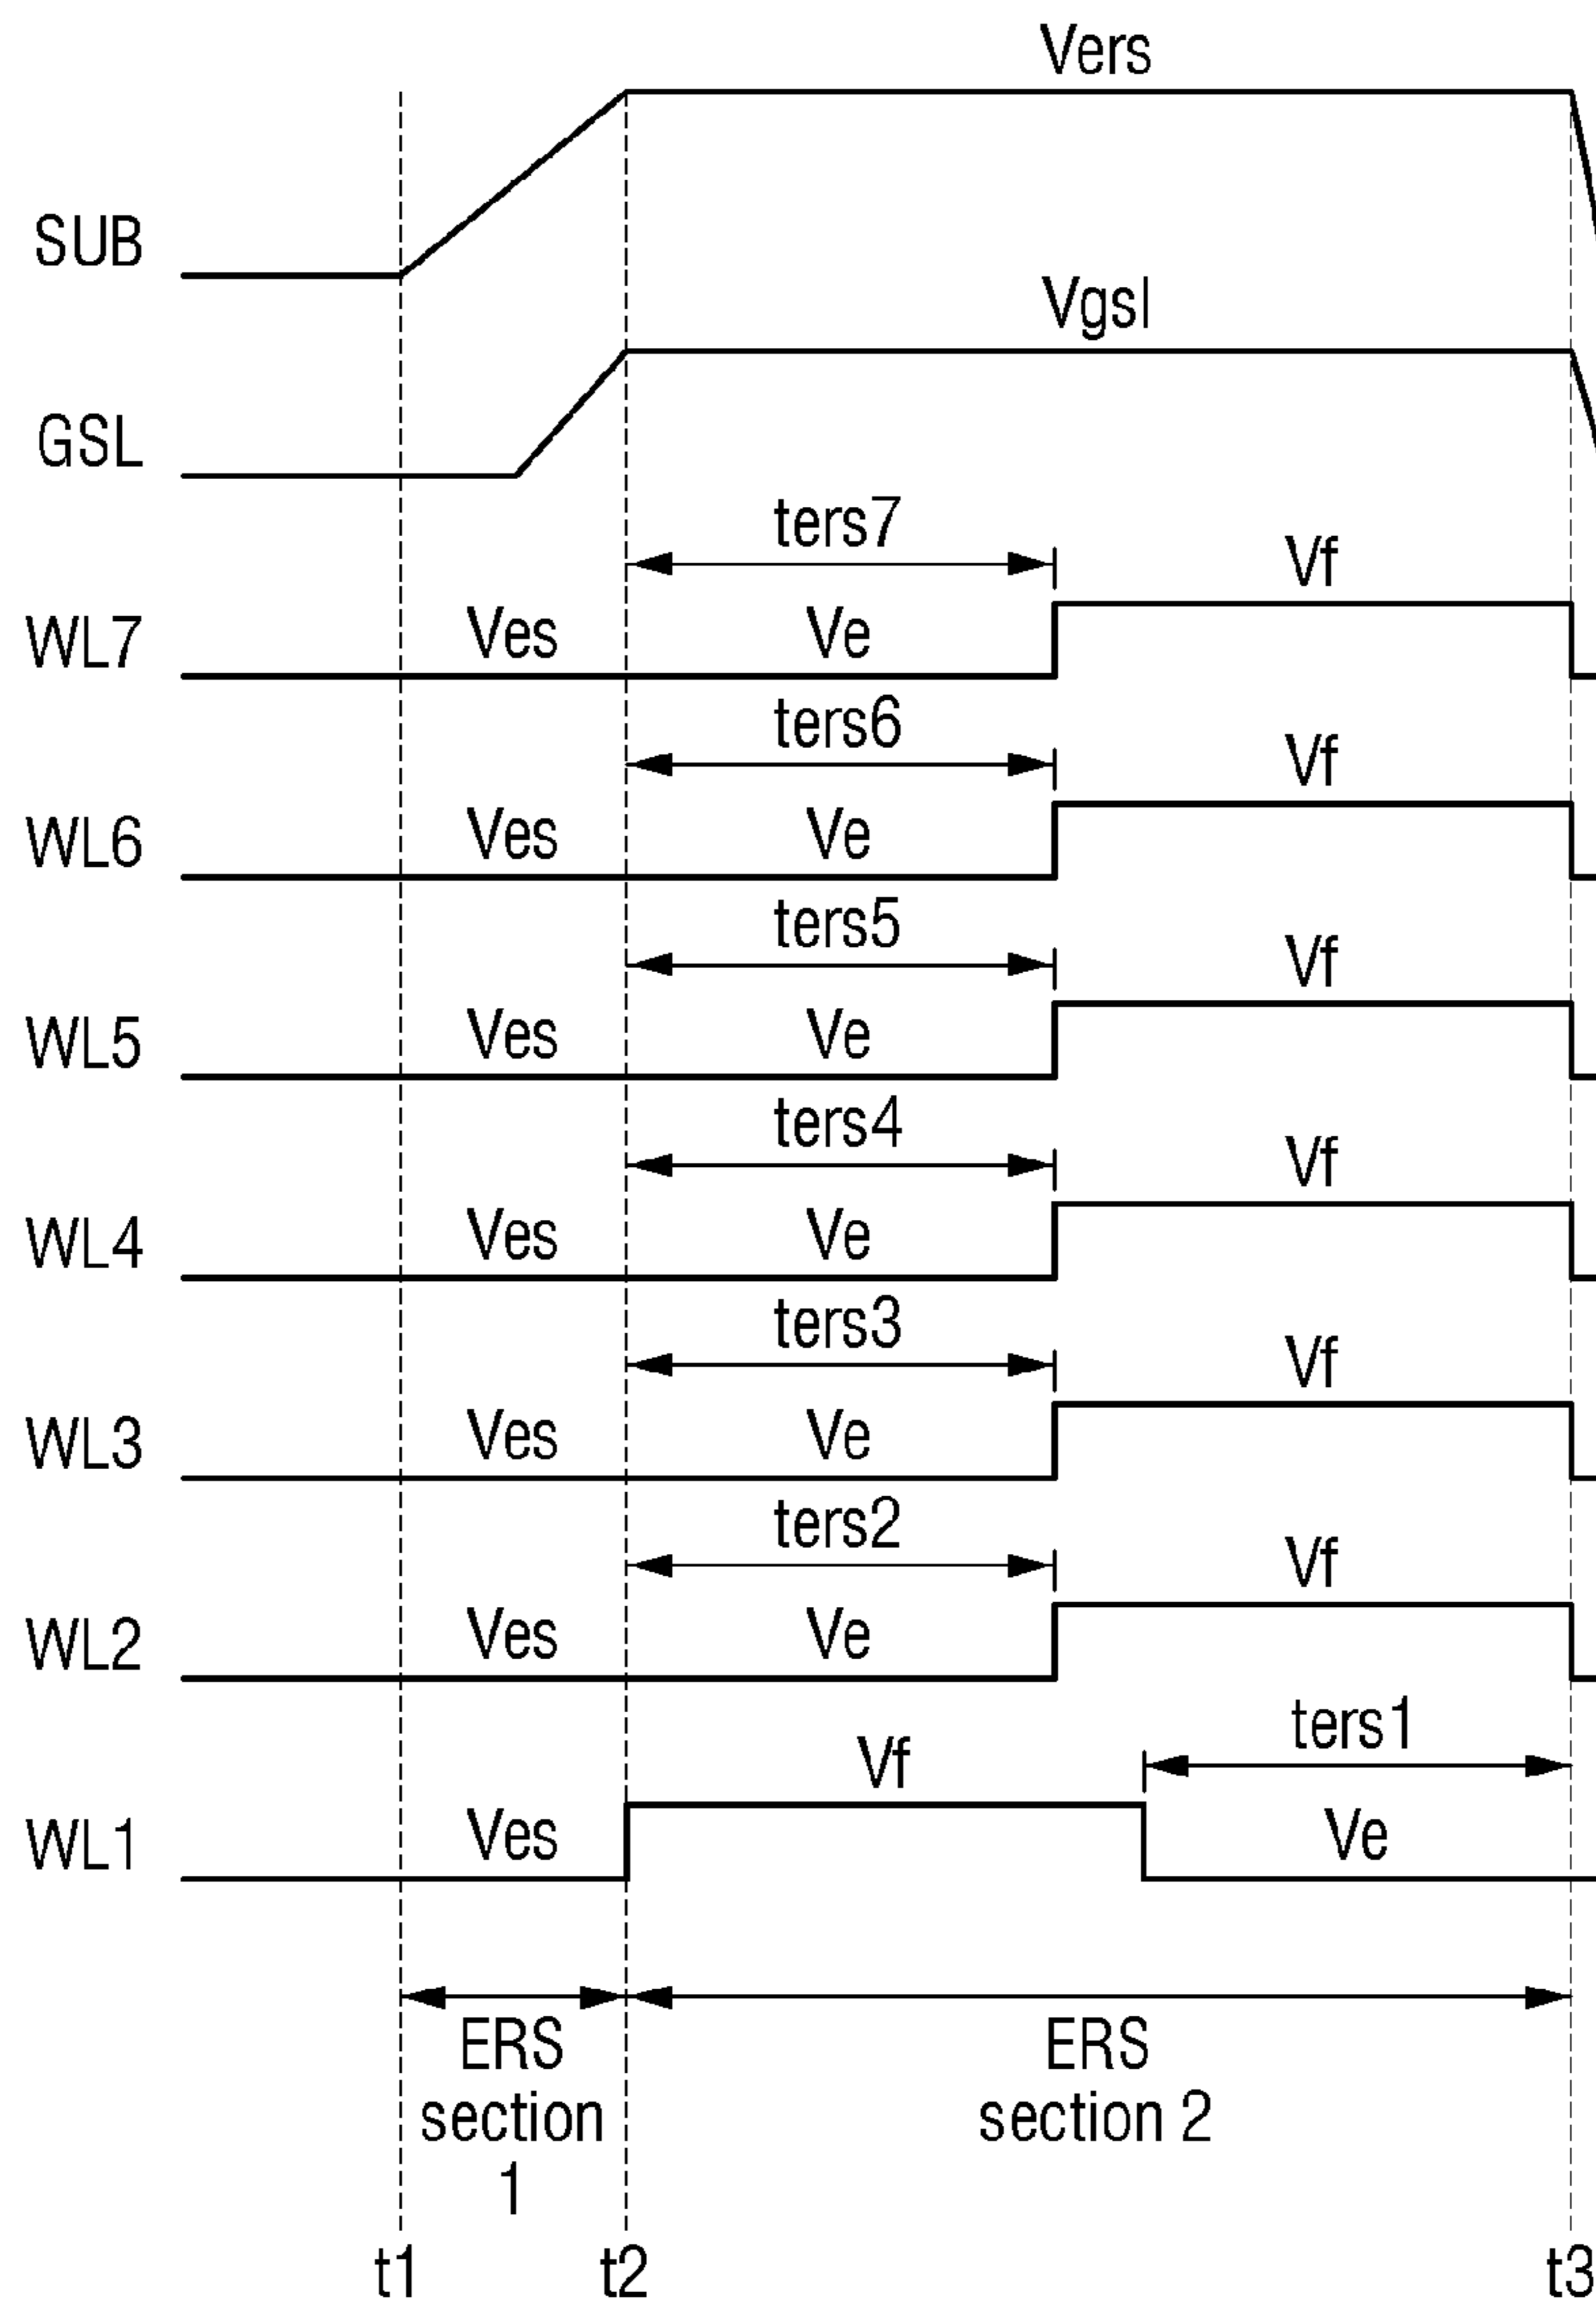 Vers
SUB
Vgsl
GSL
ters7
Vf
WL7 Ves Ve
ters6
Vf
WL6 Ves Ve
ters5
Vf
WL5 Ves Ve
ters4
Vf
WL4 Ves Ve
ters3
Vf
WL3 Ves Ve
ters2
Vf
WL2 Ves Ve
ters1
Vf
WL1 Ves Ve
ERS section 1
ERS section 2
t1 t2 t3